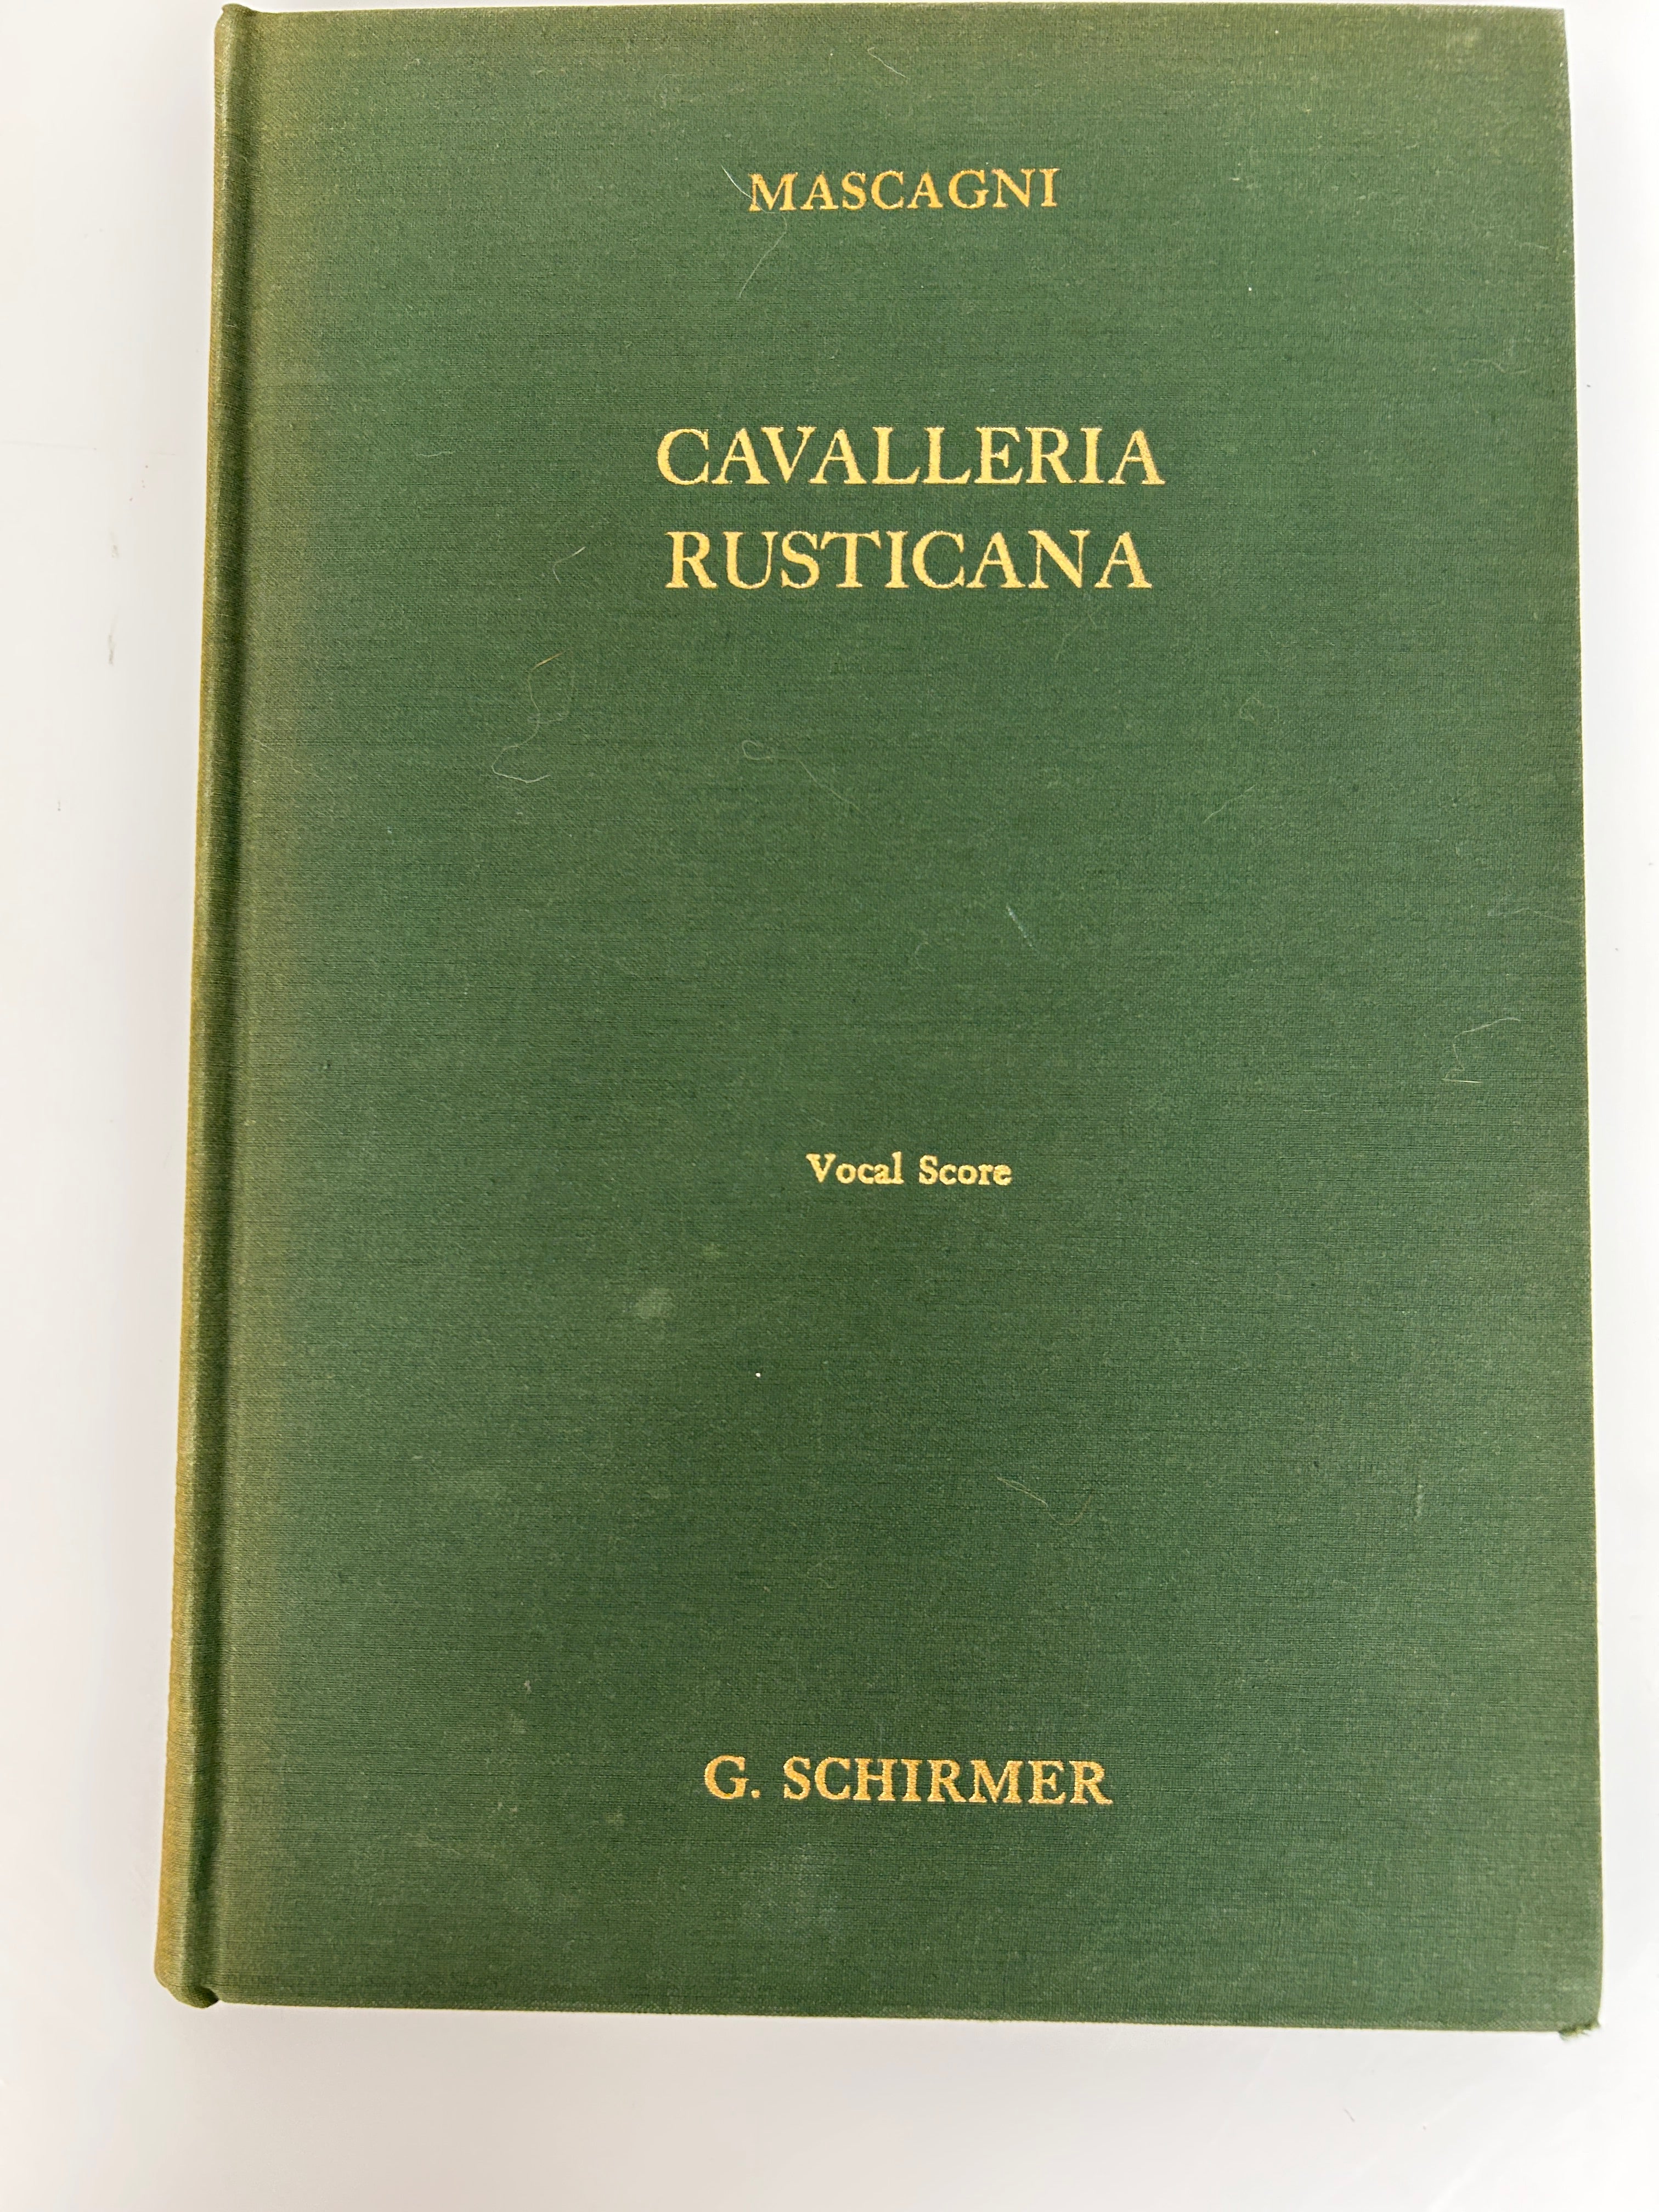 MASCAGNI
CAVALLERIA
RUSTICANA
Vocal Score
G. SCHIRMER